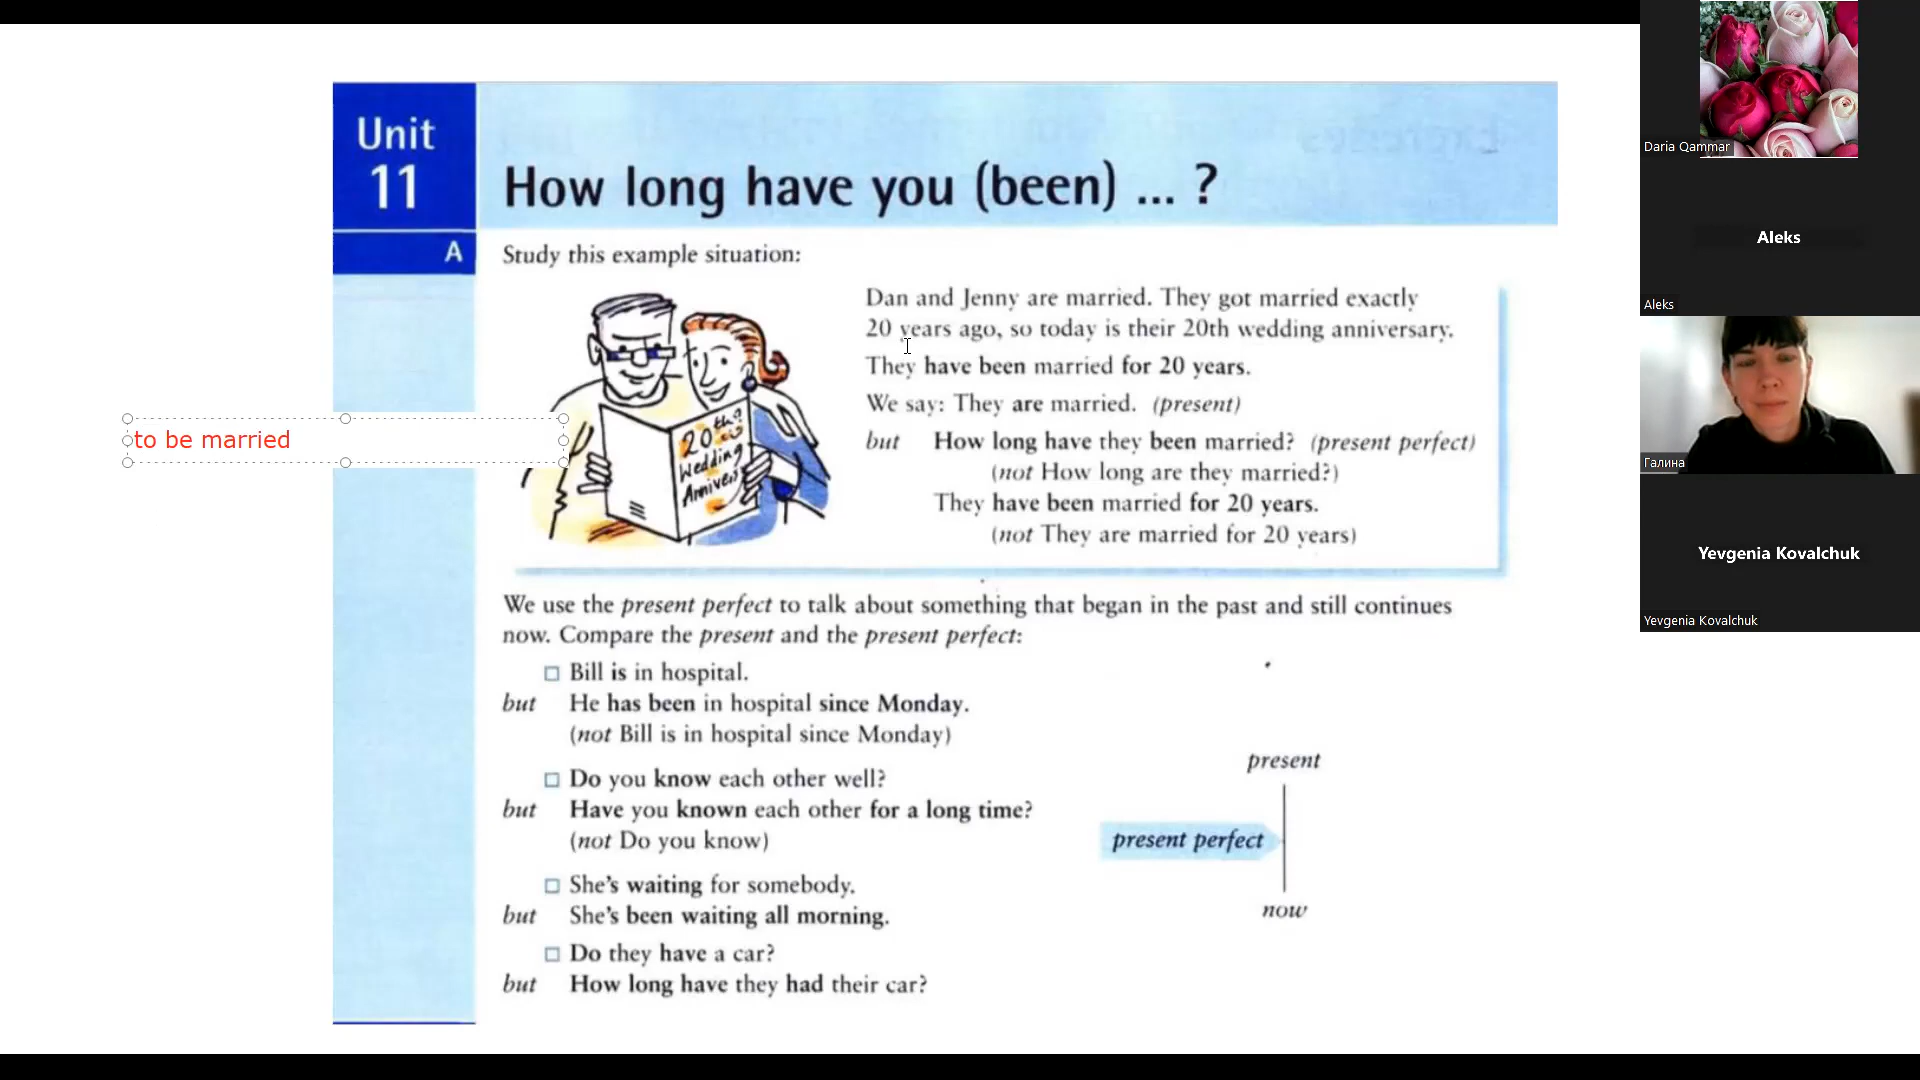 Unit
11
How long have you (been) ... ?
A
Study this example situation:
Dan and Jenny are married. They got married exactly
20 years ago, so today is their 20th wedding anniversary.
They have been married for 20 years.
We say: They are married. (present)
but How long have they been married? (present perfect)
(not How long are they married?)
They have been married for 20 years.
(not They are married for 20 years)
20th
Wedding
to be married
We use the present perfect to talk about something that began in the past and still continues
now. Compare the present and the present perfect:
Bill is in hospital.
but He has been in hospital since Monday.
(not Bill is in hospital since Monday)
Do you know each other well?
but Have you known each other for a long time?
(not Do you know)
She's waiting for somebody.
but She's been waiting all morning.
Do they have a car?
but How long have they had their car?
present
present perfect
now
Daria Qammar
Aleks
Aleks
Галина
Yevgenia Kovalchuk
Yevgenia Kovalchuk